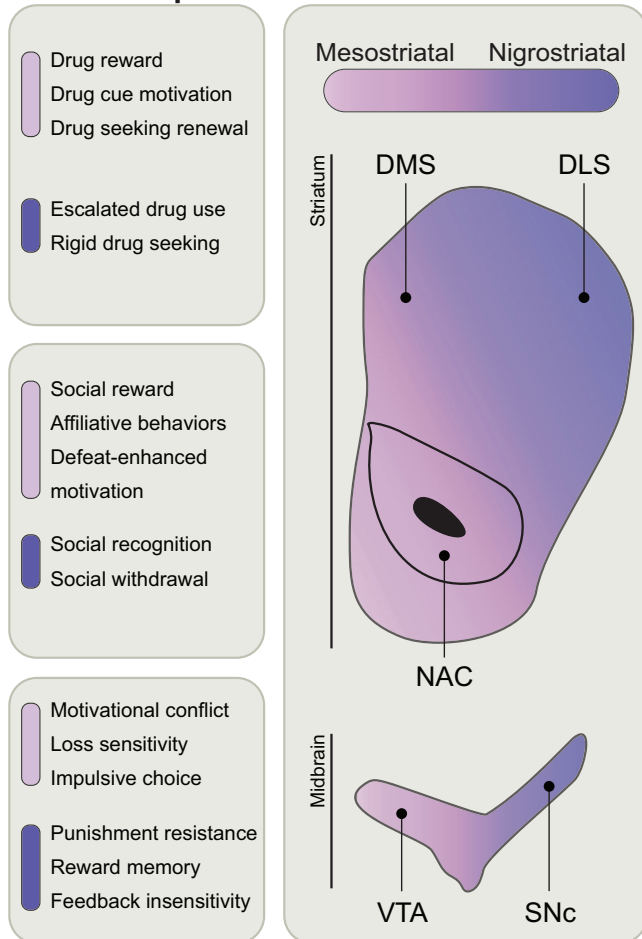 Drug reward
Drug cue motivation
Drug seeking renewal
Escalated drug use
Rigid drug seeking
Social reward
Affiliative behaviors
Defeat-enhanced
motivation
Social recognition
Social withdrawal
Motivational conflict
Loss sensitivity
Impulsive choice
Punishment resistance
Reward memory
Feedback insensitivity
Mesostriatal Nigrostriatal
Striatum
DMS DLS
NAC
Midbrain
VTA SNc